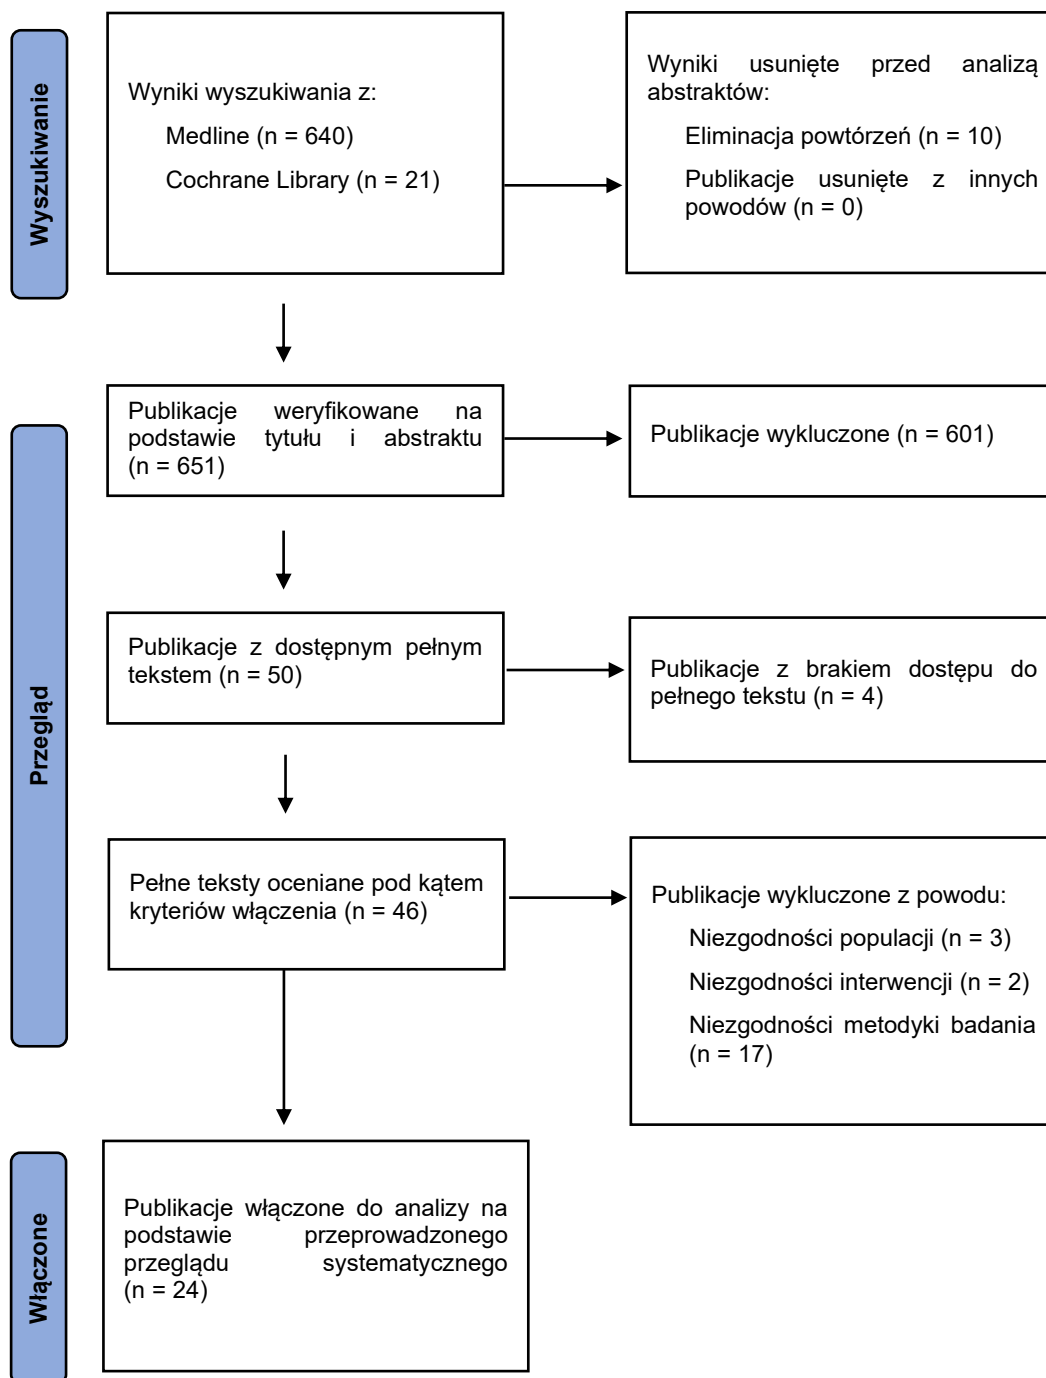 Wyszukiwanie
Wyniki wyszukiwania z:
Medline (n = 640)
Cochrane Library (n = 21)
Wyniki usunięte przed analizą
abstraktów:
Eliminacja powtórzeń (n = 10)
Publikacje usunięte z innych
powodów (n = 0)
Przegląd
Publikacje weryfikowane na
podstawie tytułu i abstraktu
(n = 651)
Publikacje wykluczone (n = 601)
Publikacje z dostępnym pełnym
tekstem (n = 50)
Publikacje z brakiem dostępu do
pełnego tekstu (n = 4)
Pełne teksty oceniane pod kątem
kryteriów włączenia (n = 46)
Publikacje wykluczone z powodu:
Niezgodności populacji (n = 3)
Niezgodności interwencji (n = 2)
Niezgodności metodyki badania
(n = 17)
Włączone
Publikacje włączone do analizy na
podstawie przeprowadzonego
przeglądu systematycznego
(n = 24)